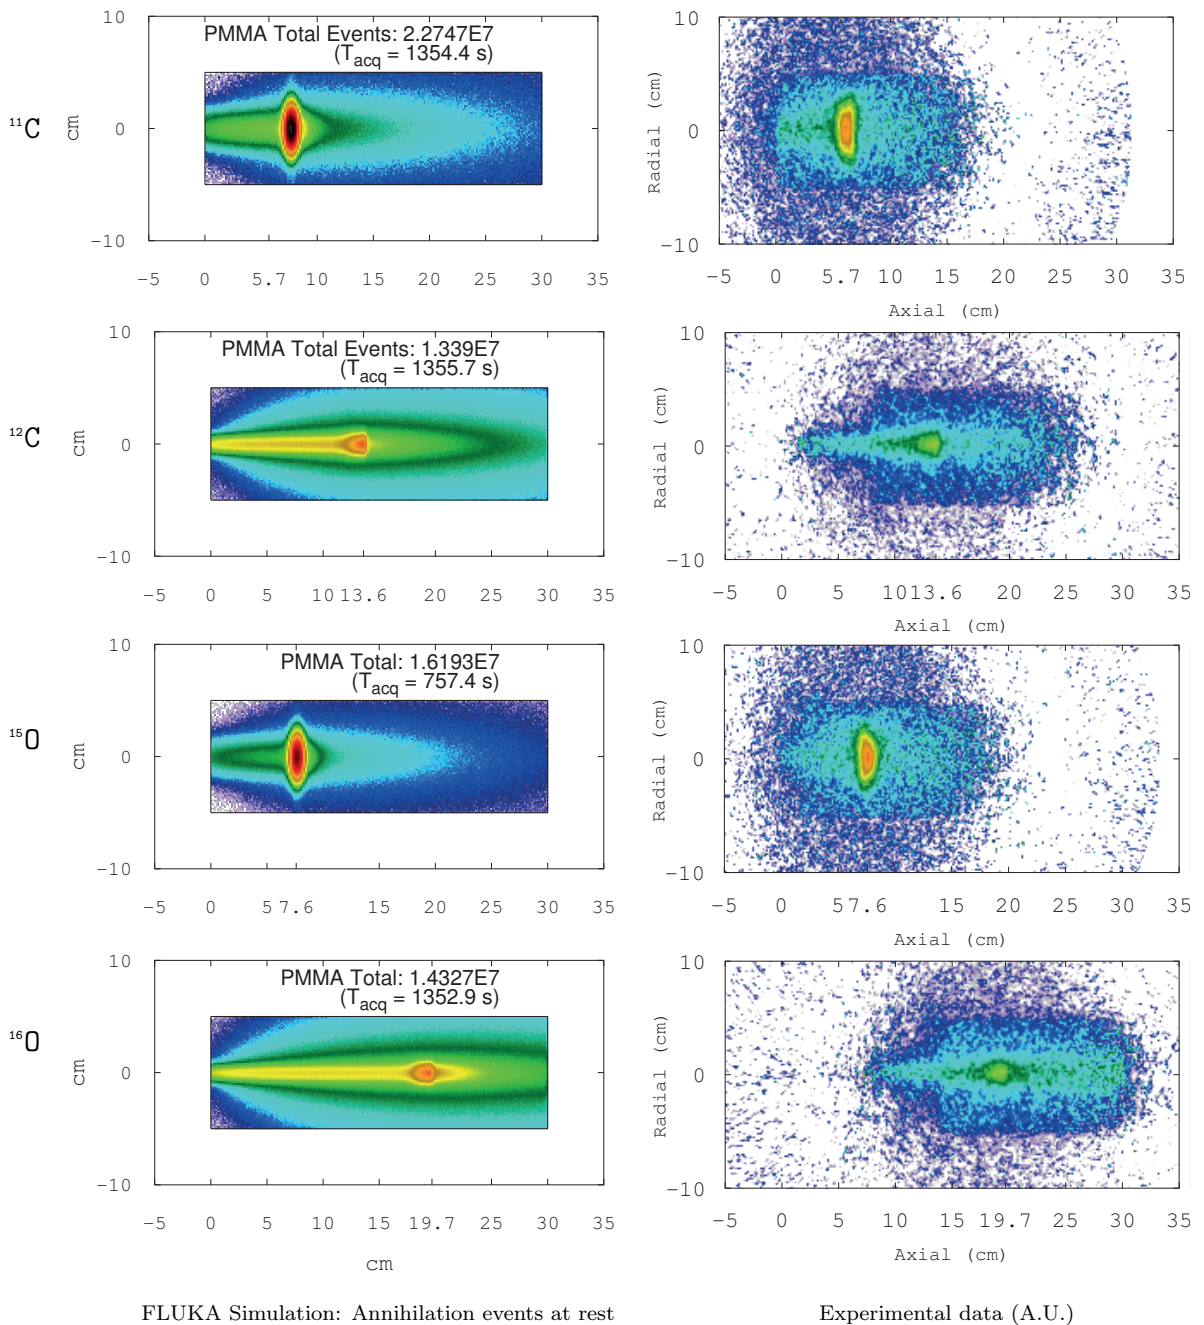 10
PMMA Total Events: 2.2747E7
(Tacq = 1354.4 s)
¹¹C
cm
0
−10
−5 0 5.7 10 15 20 25 30 35
10
Radial (cm)
0
−10
−5 0 5.7 10 15 20 25 30 35
Axial (cm)
10
PMMA Total Events: 1.339E7
(Tacq = 1355.7 s)
¹²C
cm
0
−10
−5 0 5 10 13.6 20 25 30 35
10
Radial (cm)
0
−10
−5 0 5 10 13.6 20 25 30 35
Axial (cm)
10
PMMA Total: 1.6193E7
(Tacq = 757.4 s)
¹⁵O
cm
0
−10
−5 0 5 7.6 15 20 25 30 35
10
Radial (cm)
0
−10
−5 0 5 7.6 15 20 25 30 35
Axial (cm)
10
PMMA Total: 1.4327E7
(Tacq = 1352.9 s)
¹⁶O
cm
0
−10
−5 0 5 10 15 19.7 25 30 35
cm
10
Radial (cm)
0
−10
−5 0 5 10 15 19.7 25 30 35
Axial (cm)
FLUKA Simulation: Annihilation events at rest
Experimental data (A.U.)